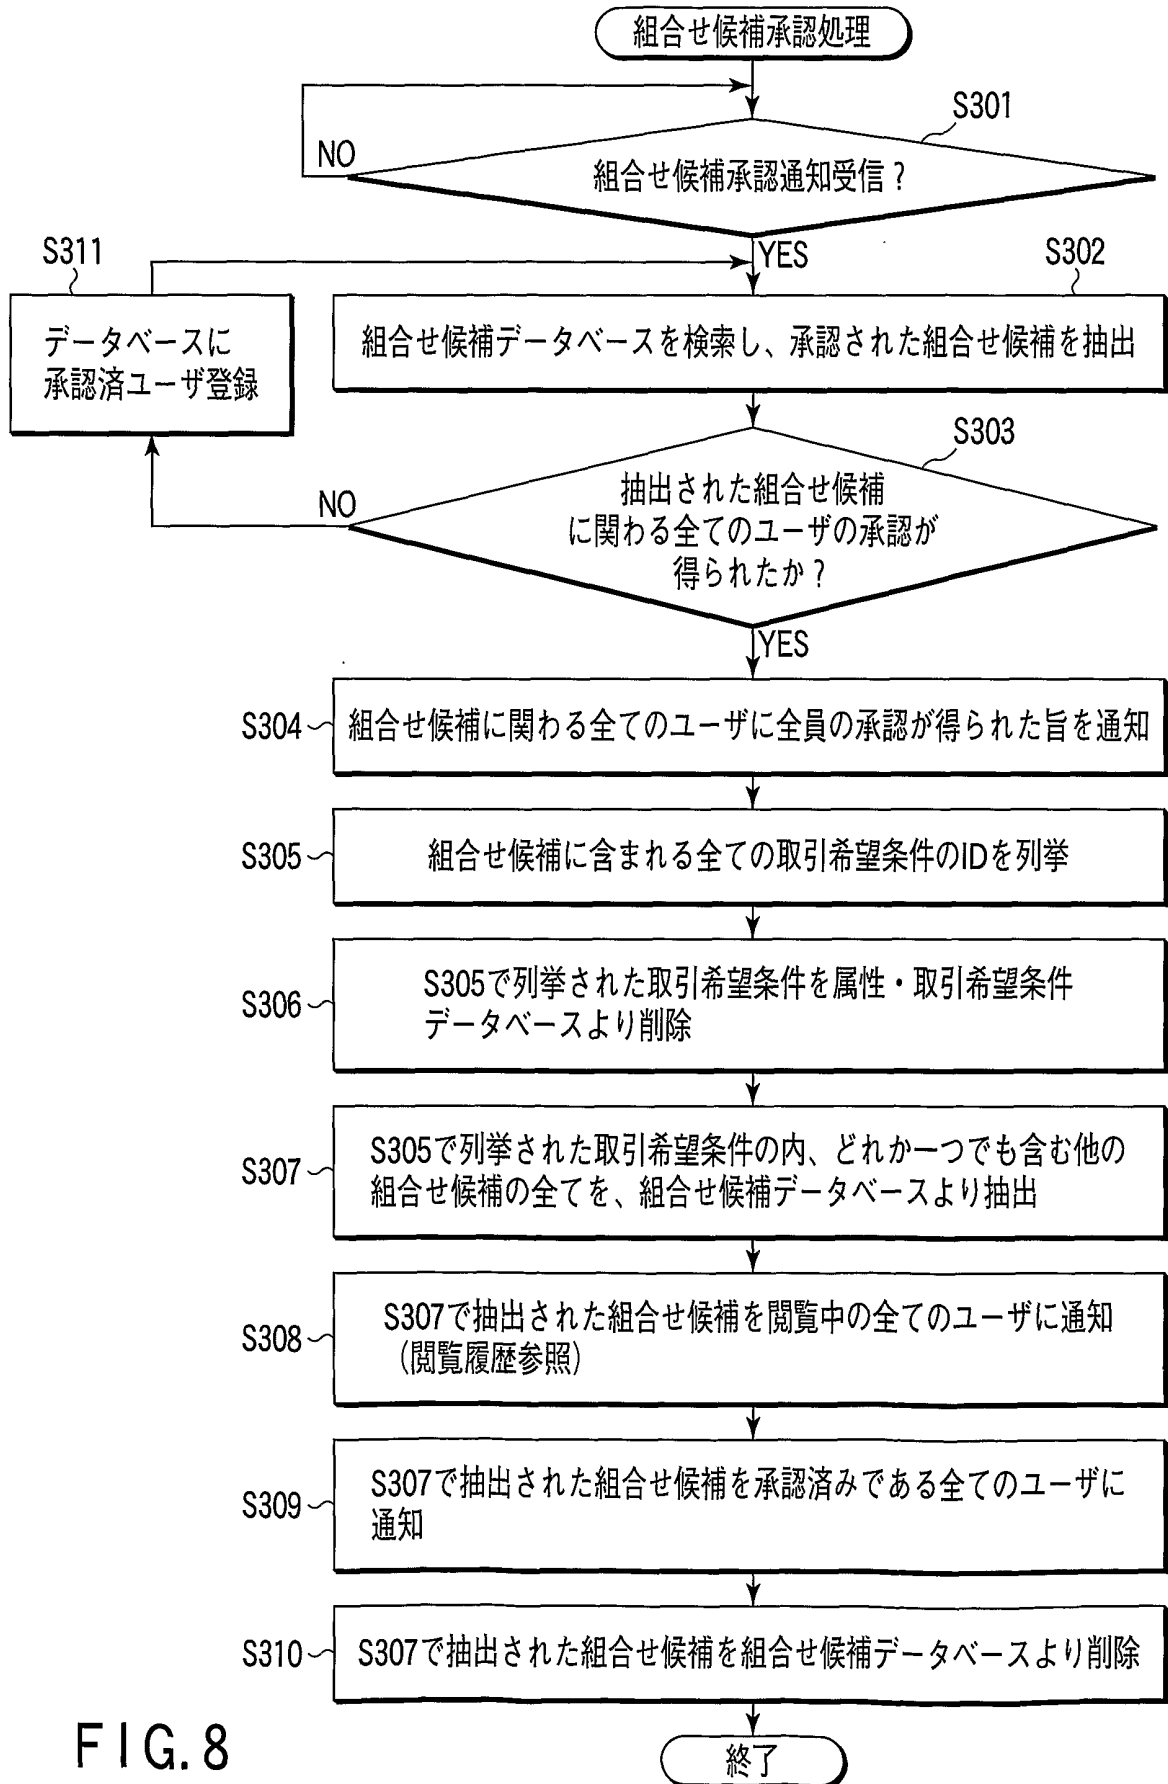 組合せ候補承認処理
S301
NO
組合せ候補承認通知受信?
S311
YES
S302
データベースに
承認済ユーザ登録
組合せ候補データベースを検索し、承認された組合せ候補を抽出
S303
NO
抽出された組合せ候補
に関わる全てのユーザの承認が
得られたか?
YES
S304
組合せ候補に関わる全てのユーザに全員の承認が得られた旨を通知
S305
組合せ候補に含まれる全ての取引希望条件のIDを列挙
S306
S305で列挙された取引希望条件を属性・取引希望条件
データベースより削除
S307
S305で列挙された取引希望条件の内、どれか一つでも含む他の
組合せ候補の全てを、組合せ候補データベースより抽出
S308
S307で抽出された組合せ候補を閲覧中の全てのユーザに通知
(閲覧履歴参照)
S309
S307で抽出された組合せ候補を承認済みである全てのユーザに
通知
S310
S307で抽出された組合せ候補を組合せ候補データベースより削除
終了
FIG. 8